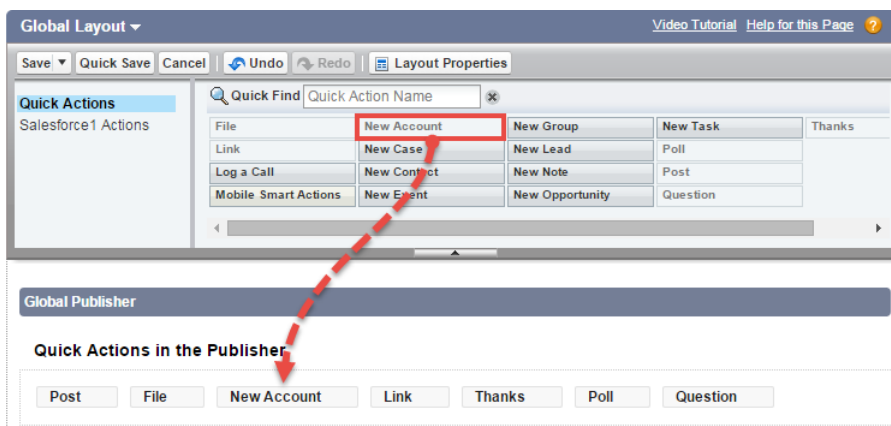 Global Layout Video Tutorial Help for this Page ?
Save Quick Save Cancel Undo Redo Layout Properties
Quick Actions
Salesforce1 Actions
Quick Find Quick Action Name
File New Account New Group New Task Thanks
Link New Case New Lead Poll
Log a Call New Contact New Note Post
Mobile Smart Actions New Event New Opportunity Question
Global Publisher
Quick Actions in the Publisher
Post File New Account Link Thanks Poll Question